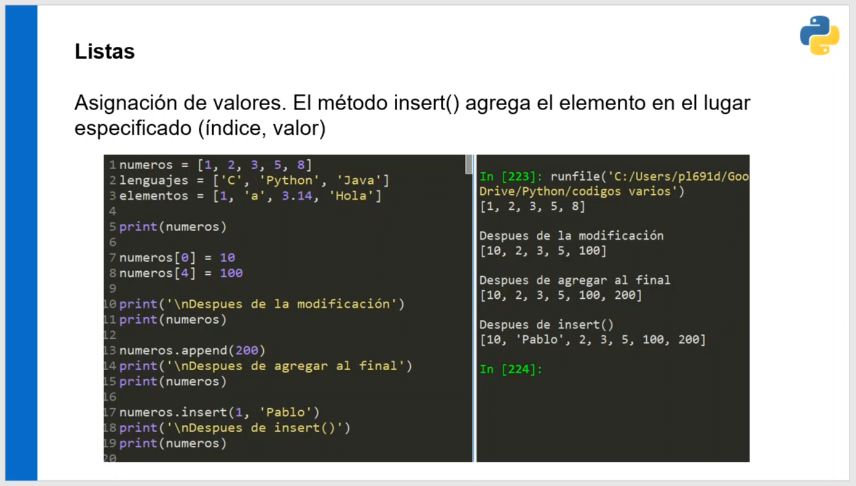 Listas
Asignación de valores. El método insert() agrega el elemento en el lugar
especificado (índice, valor)
1 numeros = [1, 2, 3, 5, 8]
2 lenguajes = ['C', 'Python', 'Java']
3 elementos = [1, 'a', 3.14, 'Hola']
4
5 print(numeros)
6
7 numeros[0] = 10
8 numeros[4] = 100
9
10 print('\nDespues de la modificación')
11 print(numeros)
12
13 numeros.append(200)
14 print('\nDespues de agregar al final')
15 print(numeros)
16
17 numeros.insert(1, 'Pablo')
18 print('\nDespues de insert()')
19 print(numeros)
20
In [223]: runfile('C:/Users/pl691d/Goo
Drive/Python/codigos varios')
[1, 2, 3, 5, 8]
Despues de la modificación
[10, 2, 3, 5, 100]
Despues de agregar al final
[10, 2, 3, 5, 100, 200]
Despues de insert()
[10, 'Pablo', 2, 3, 5, 100, 200]
In [224]: